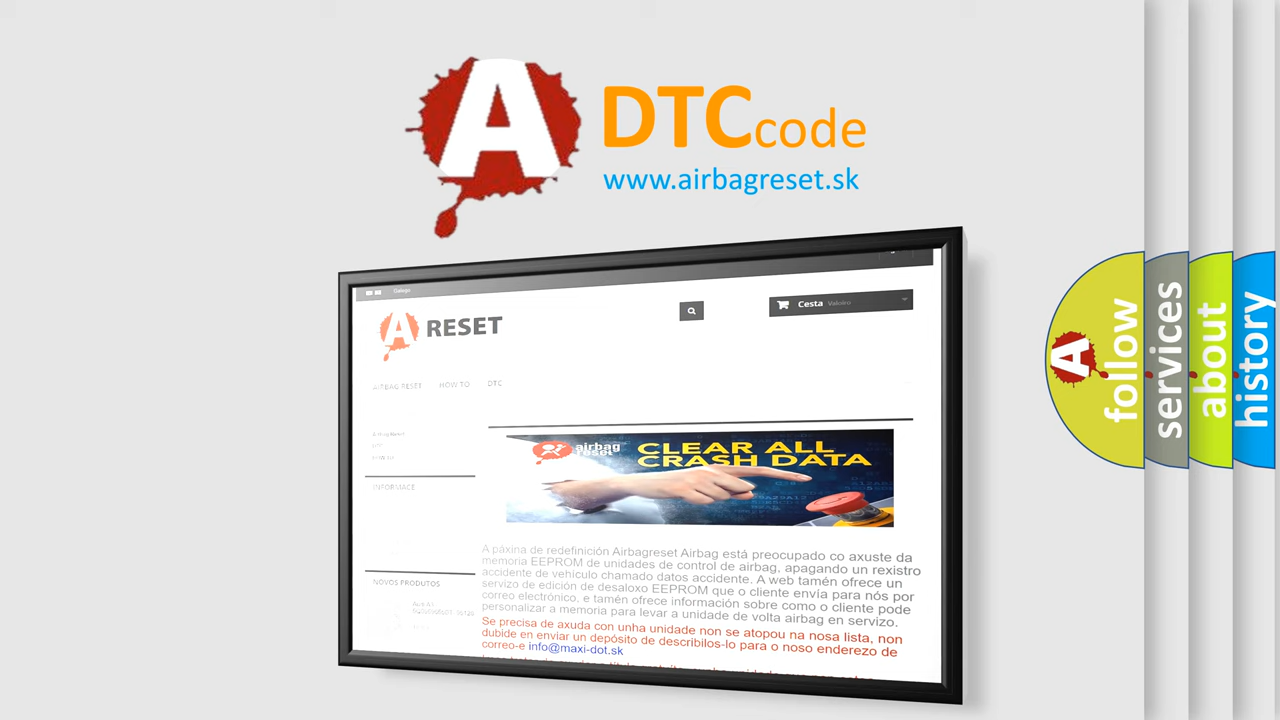 A
DTC code
www.airbagreset.sk
Galego
A RESET
Cesta Valeiro
AIRBAG RESET HOW TO DTC
INFORMACE
NOVOS PRODUTOS
airbag
reset
CLEAR ALL
CRASH DATA
A páxina de redefinición Airbagreset Airbag está preocupado co axuste da
memoria EEPROM de unidades de control de airbag, apagando un rexistro
accidente de vehículo chamado datos accidente. A web tamén ofrece un
servizo de edición de desaloxo EEPROM que o cliente envía para nós por
correo electrónico, e tamén ofrece información sobre como o cliente pode
personalizar a memoria para levar a unidade de volta airbag en servizo.
Se precisa de axuda con unha unidade non se atopou na nosa lista, non
dubide en enviar un depósito de describilos-lo para o noso enderezo de
correo-e info@maxi-dot.sk
A
follow
services
about
history